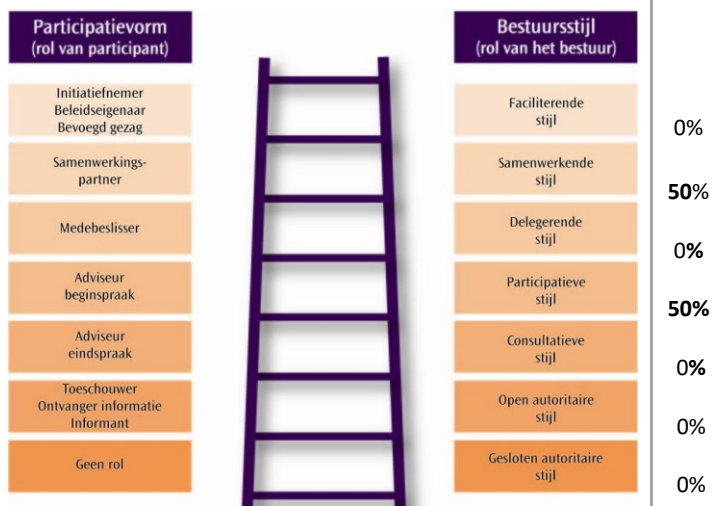 Participatievorm
(rol van participant)
Bestuursstijl
(rol van het bestuur)
Initiatiefnemer
Beleidseigenaar
Bevoegd gezag
Faciliterende
stijl
0%
Samenwerkings-
partner
Samenwerkende
stijl
50%
Medebeslisser
Delegerende
stijl
0%
Adviseur
beginspraak
Participatieve
stijl
50%
Adviseur
eindspraak
Consultatieve
stijl
0%
Toeschouwer
Ontvanger informatie
Informant
Open autoritaire
stijl
0%
Geen rol
Gesloten autoritaire
stijl
0%